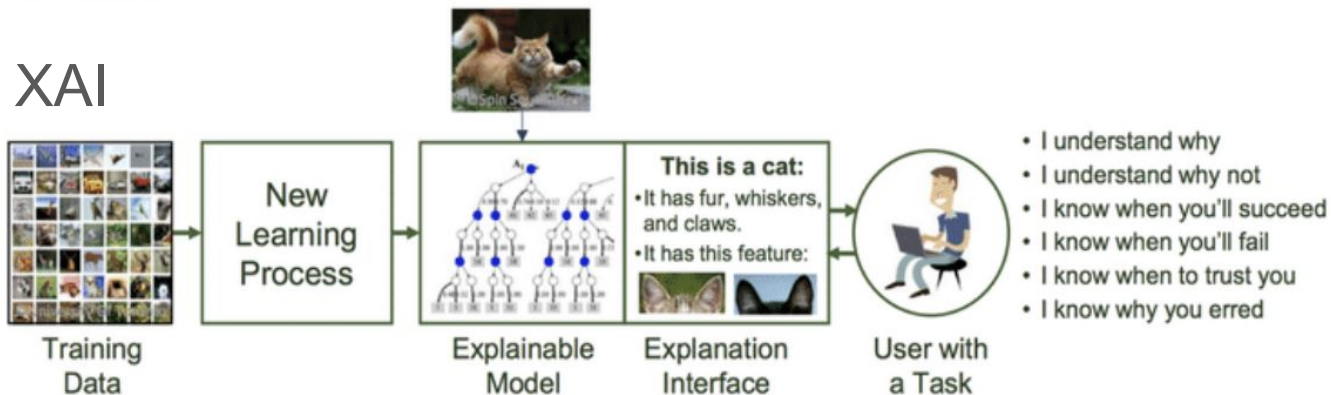 XAI
New
Learning
Process
This is a cat:
•It has fur, whiskers,
and claws.
•It has this feature:
• I understand why
• I understand why not
• I know when you'll succeed
• I know when you'll fail
• I know when to trust you
• I know why you erred
Training
Data
Explainable
Model
Explanation
Interface
User with
a Task